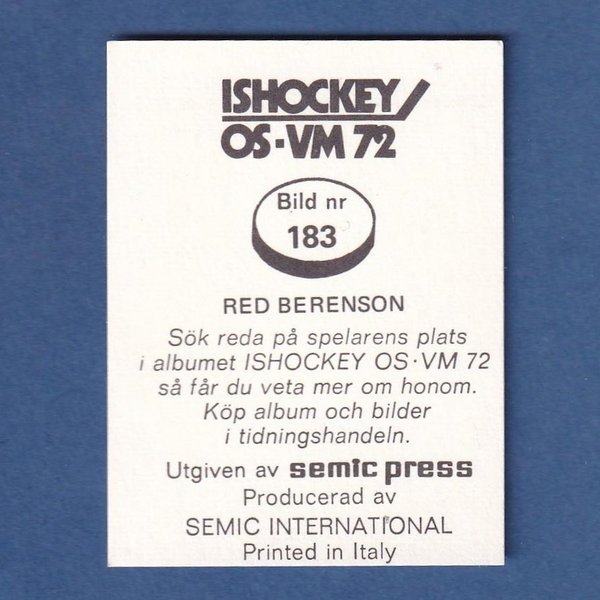 ISHOCKEY
OS·VM 72
Bild nr
183
RED BERENSON
Sök reda på spelarens plats
i albumet ISHOCKEY OS·VM 72
så får du veta mer om honom.
Köp album och bilder
i tidningshandeln.
Utgiven av semic press
Producerad av
SEMIC INTERNATIONAL
Printed in Italy